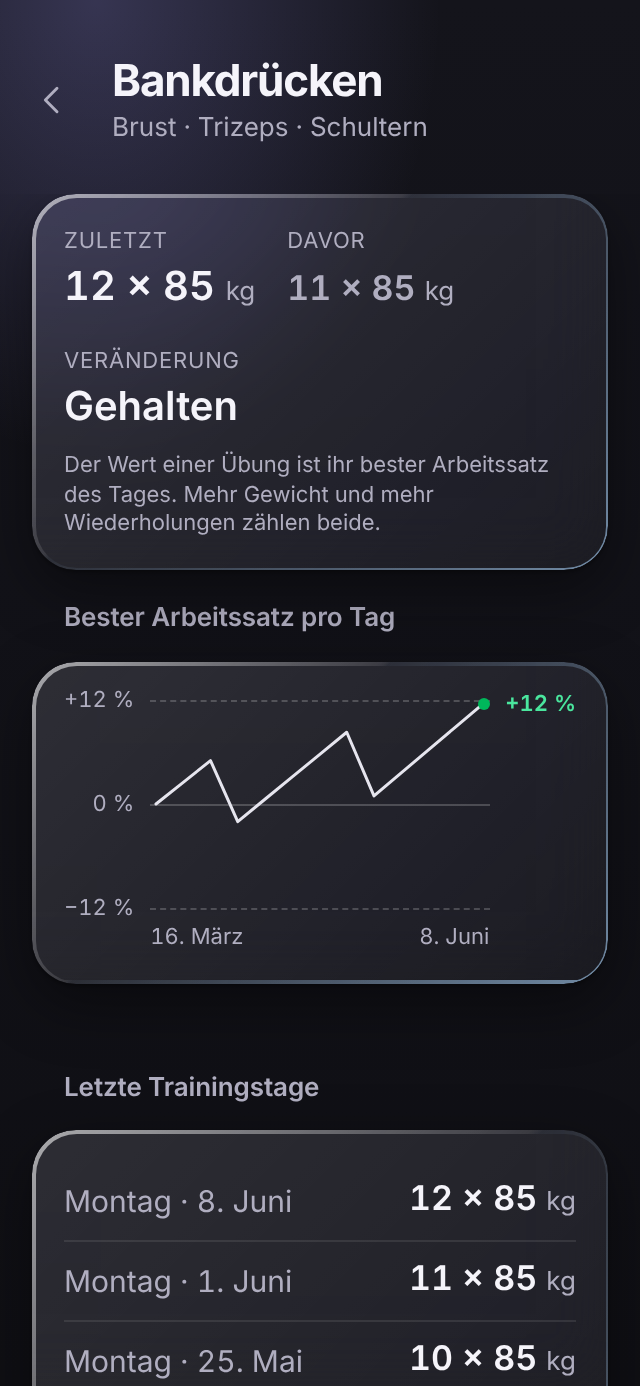 Bankdrücken
Brust · Trizeps · Schultern
ZULETZT
DAVOR
12 × 85 kg
11 × 85 kg
VERÄNDERUNG
Gehalten
Der Wert einer Übung ist ihr bester Arbeitssatz
des Tages. Mehr Gewicht und mehr
Wiederholungen zählen beide.
Bester Arbeitssatz pro Tag
+12 %
+12 %
0 %
−12 %
16. März
8. Juni
Letzte Trainingstage
Montag · 8. Juni
12 × 85 kg
Montag · 1. Juni
11 × 85 kg
Montag · 25. Mai
10 × 85 kg